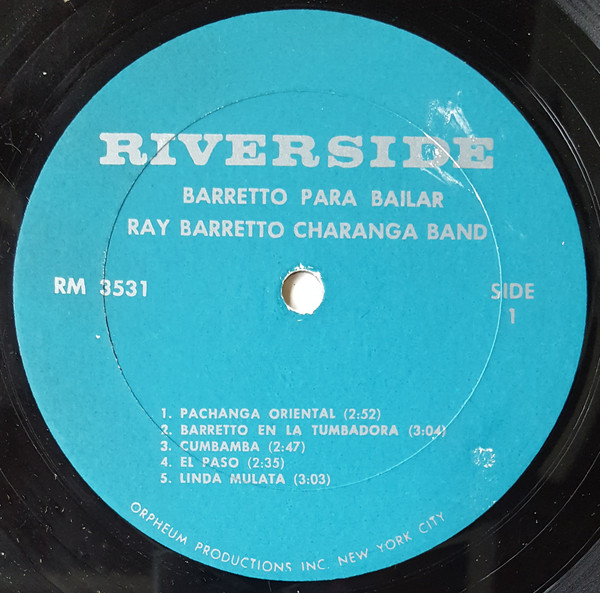 RIVERSIDE
BARRETTO PARA BAILAR
RAY BARRETTO CHARANGA BAND
RM 3531
SIDE
1
1. PACHANGA ORIENTAL (2:52)
2. BARRETTO EN LA TUMBADORA (3:04)
3. CUMBAMBA (2:47)
4. EL PASO (2:35)
5. LINDA MULATA (3:03)
ORPHEUM PRODUCTIONS INC. NEW YORK CITY